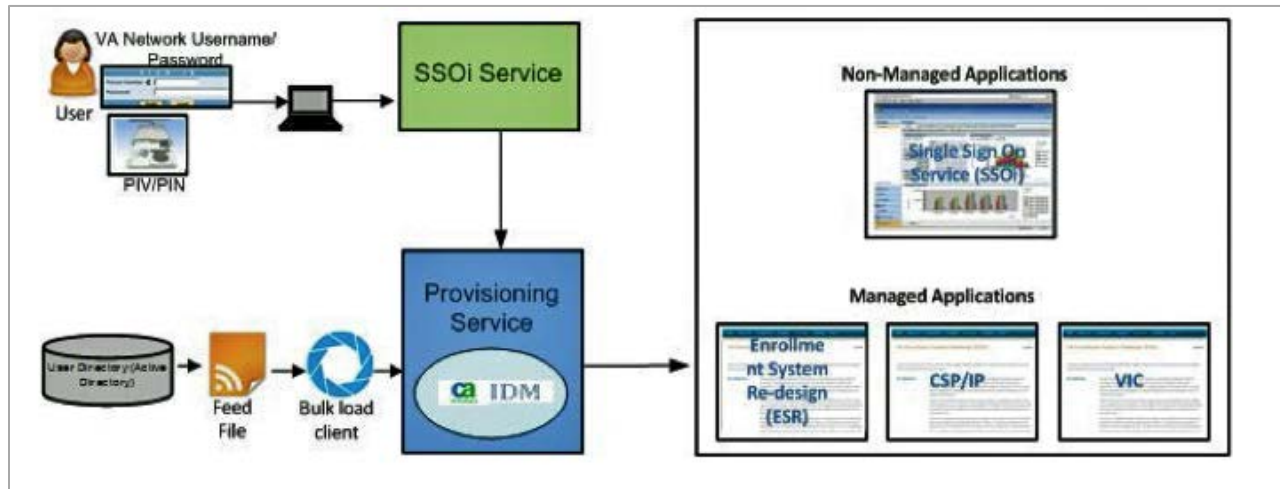 VA Network Username/
Password
User
PIV/PIN
SSOi Service
Non-Managed Applications
Single Sign On
Service (SSOi)
Provisioning
Service
ca IDM
User Directory (Active
Directory)
Feed
File
Bulk load
client
Managed Applications
Enrollme
nt System
Re-design
(ESR)
CSP/IP
VIC